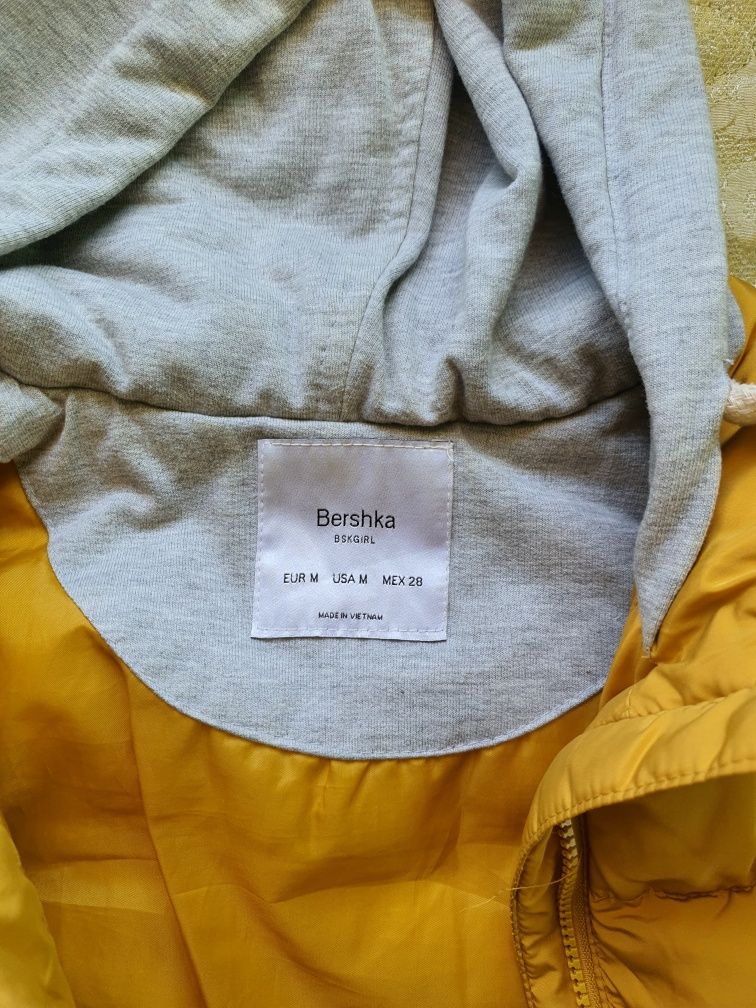 Bershka
BSKGIRL
EUR M USA M MEX 28
MADE IN VIETNAM